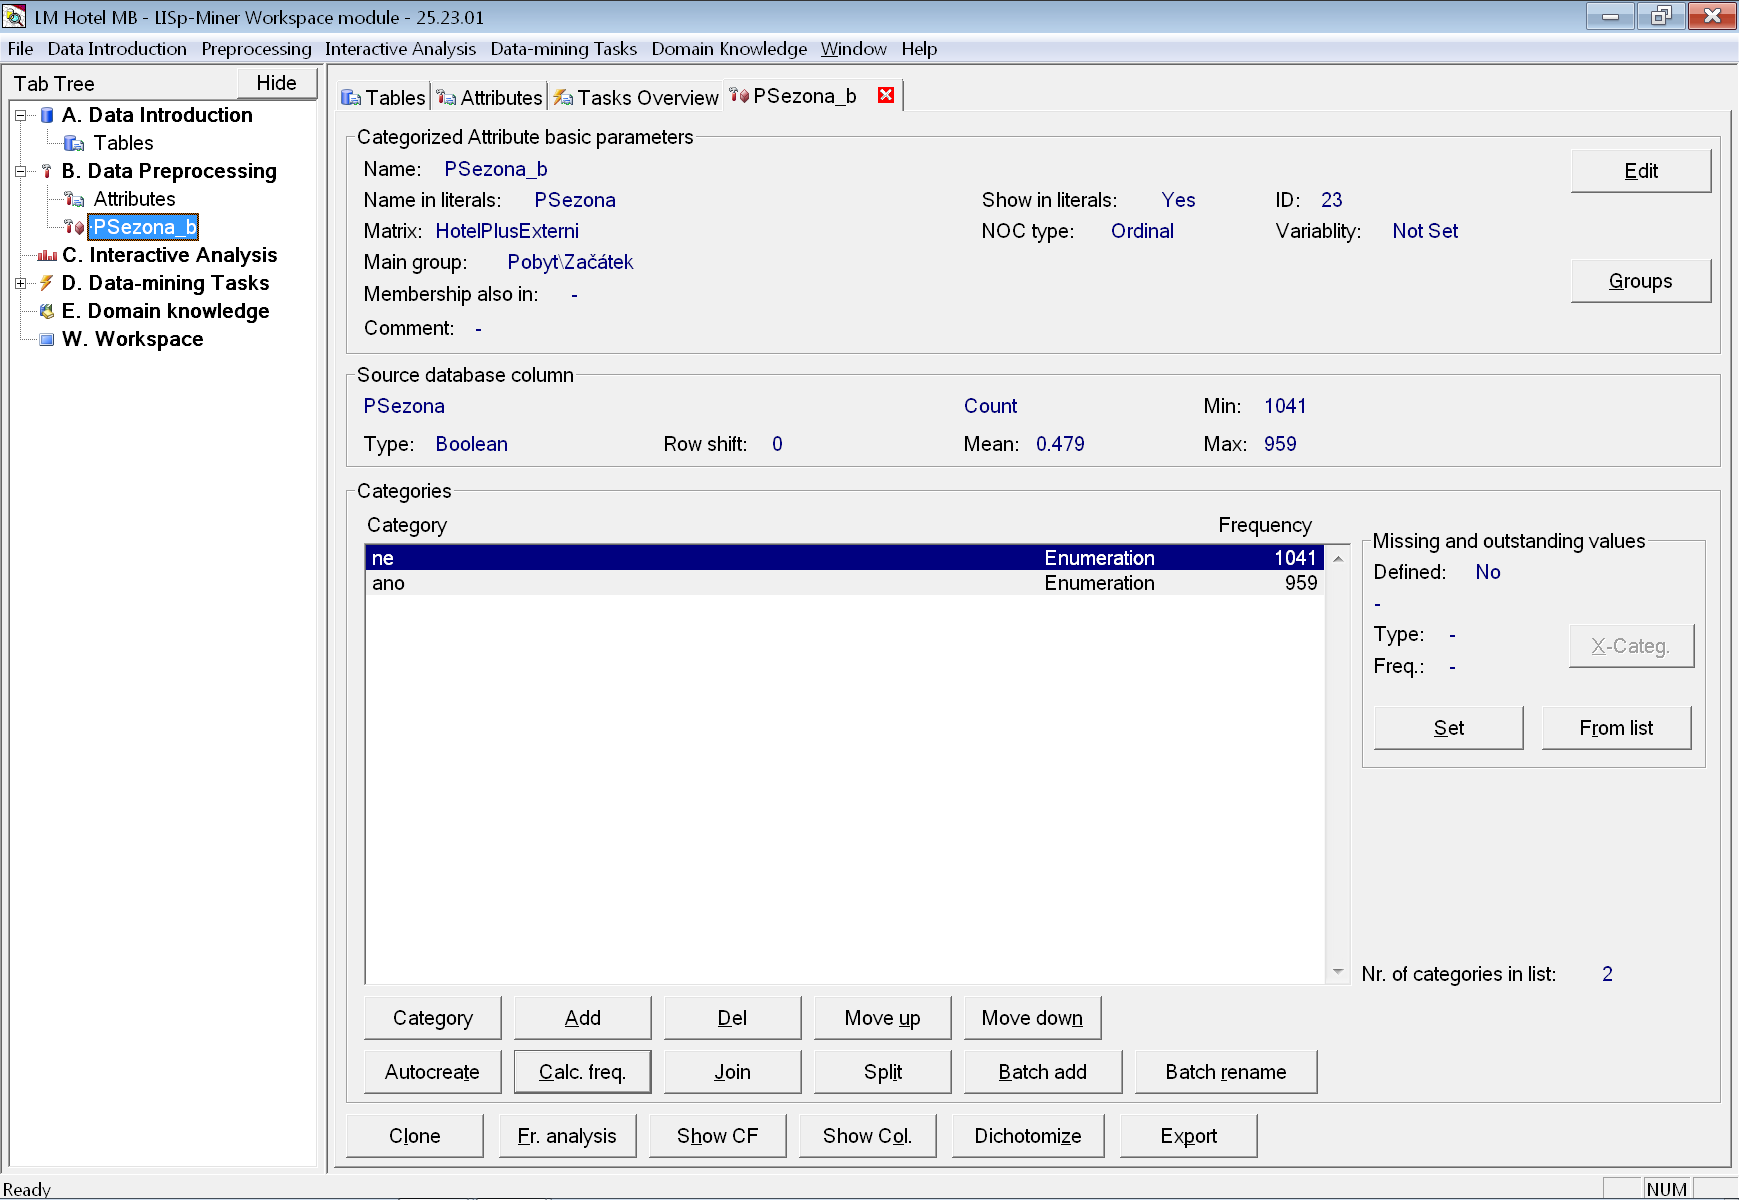 LM Hotel MB - LISp-Miner Workspace module - 25.23.01
File Data Introduction Preprocessing Interactive Analysis Data-mining Tasks Domain Knowledge Window Help
Tab Tree Hide
A. Data Introduction
Tables
B. Data Preprocessing
Attributes
PSezona_b
C. Interactive Analysis
D. Data-mining Tasks
E. Domain knowledge
W. Workspace
Tables Attributes Tasks Overview PSezona_b
Categorized Attribute basic parameters
Name: PSezona_b Edit
Name in literals: PSezona Show in literals: Yes ID: 23
Matrix: HotelPlusExterni NOC type: Ordinal Variablity: Not Set
Main group: Pobyt\Začátek
Groups
Membership also in: -
Comment: -
Source database column
PSezona Count Min: 1041
Type: Boolean Row shift: 0 Mean: 0.479 Max: 959
Categories
Category Frequency
ne Enumeration 1041
ano Enumeration 959
Missing and outstanding values
Defined: No
-
Type: -
X-Categ.
Freq.: -
Set From list
Nr. of categories in list: 2
Category Add Del Move up Move down
Autocreate Calc. freq. Join Split Batch add Batch rename
Clone Fr. analysis Show CF Show Col. Dichotomize Export
Ready NUM